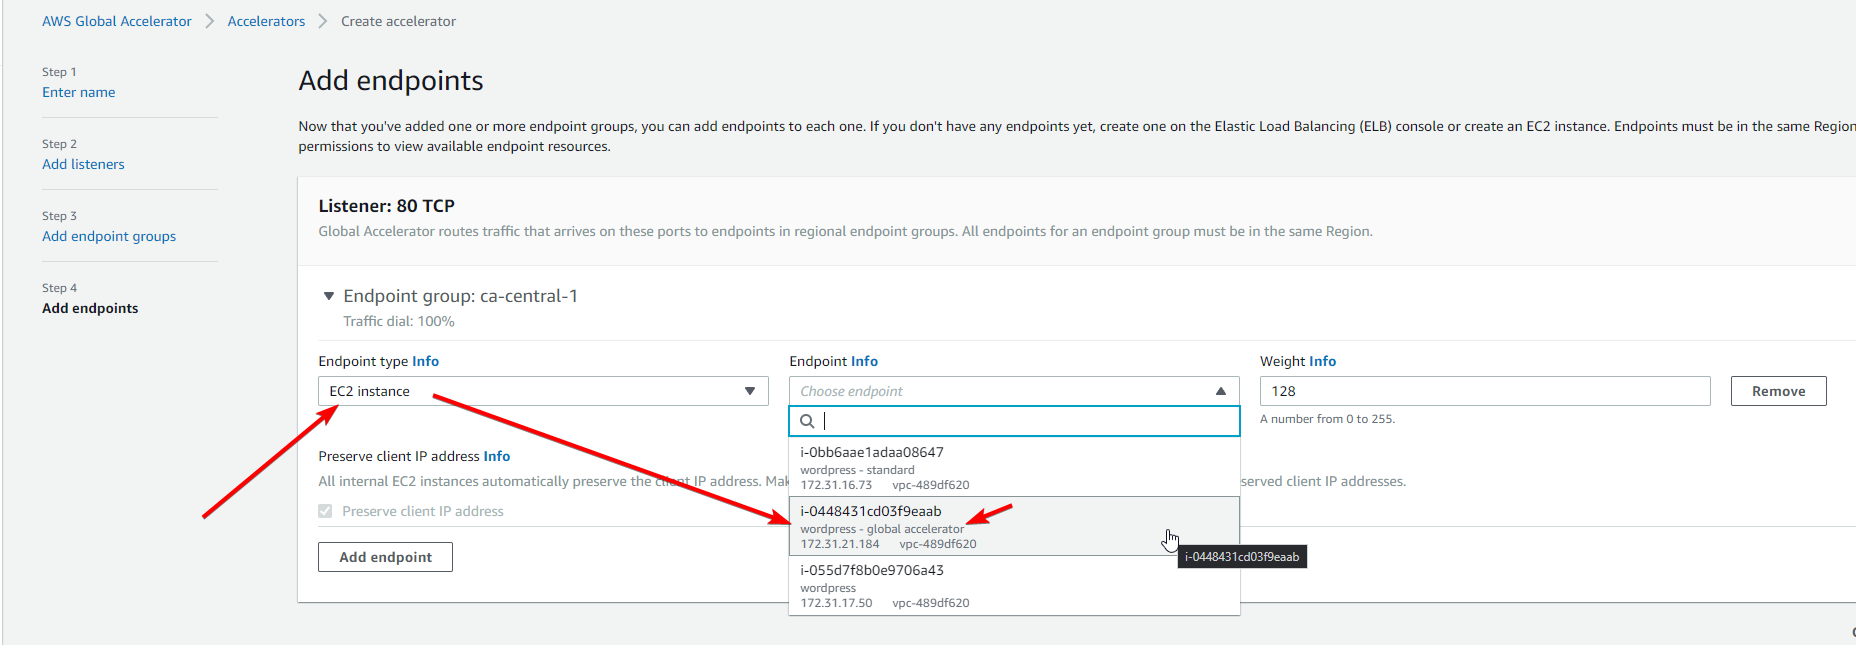 AWS Global Accelerator > Accelerators > Create accelerator
Step 1
Enter name
Step 2
Add listeners
Step 3
Add endpoint groups
Step 4
Add endpoints
Add endpoints
Now that you've added one or more endpoint groups, you can add endpoints to each one. If you don't have any endpoints yet, create one on the Elastic Load Balancing (ELB) console or create an EC2 instance. Endpoints must be in the same Region
permissions to view available endpoint resources.
Listener: 80 TCP
Global Accelerator routes traffic that arrives on these ports to endpoints in regional endpoint groups. All endpoints for an endpoint group must be in the same Region.
Endpoint group: ca-central-1
Traffic dial: 100%
Endpoint type Info
EC2 instance
Endpoint Info
Choose endpoint
i-0bb6aae1adaa08647
wordpress - standard
172.31.16.73 vpc-489df620
i-0448431cd03f9eaab
wordpress - global accelerator
172.31.21.184 vpc-489df620
i-0448431cd03f9eaab
i-055d7f8b0e9706a43
wordpress
172.31.17.50 vpc-489df620
Weight Info
128
A number from 0 to 255.
Remove
Preserve client IP address Info
All internal EC2 instances automatically preserve the client IP address. served client IP addresses.
Preserve client IP address
Add endpoint